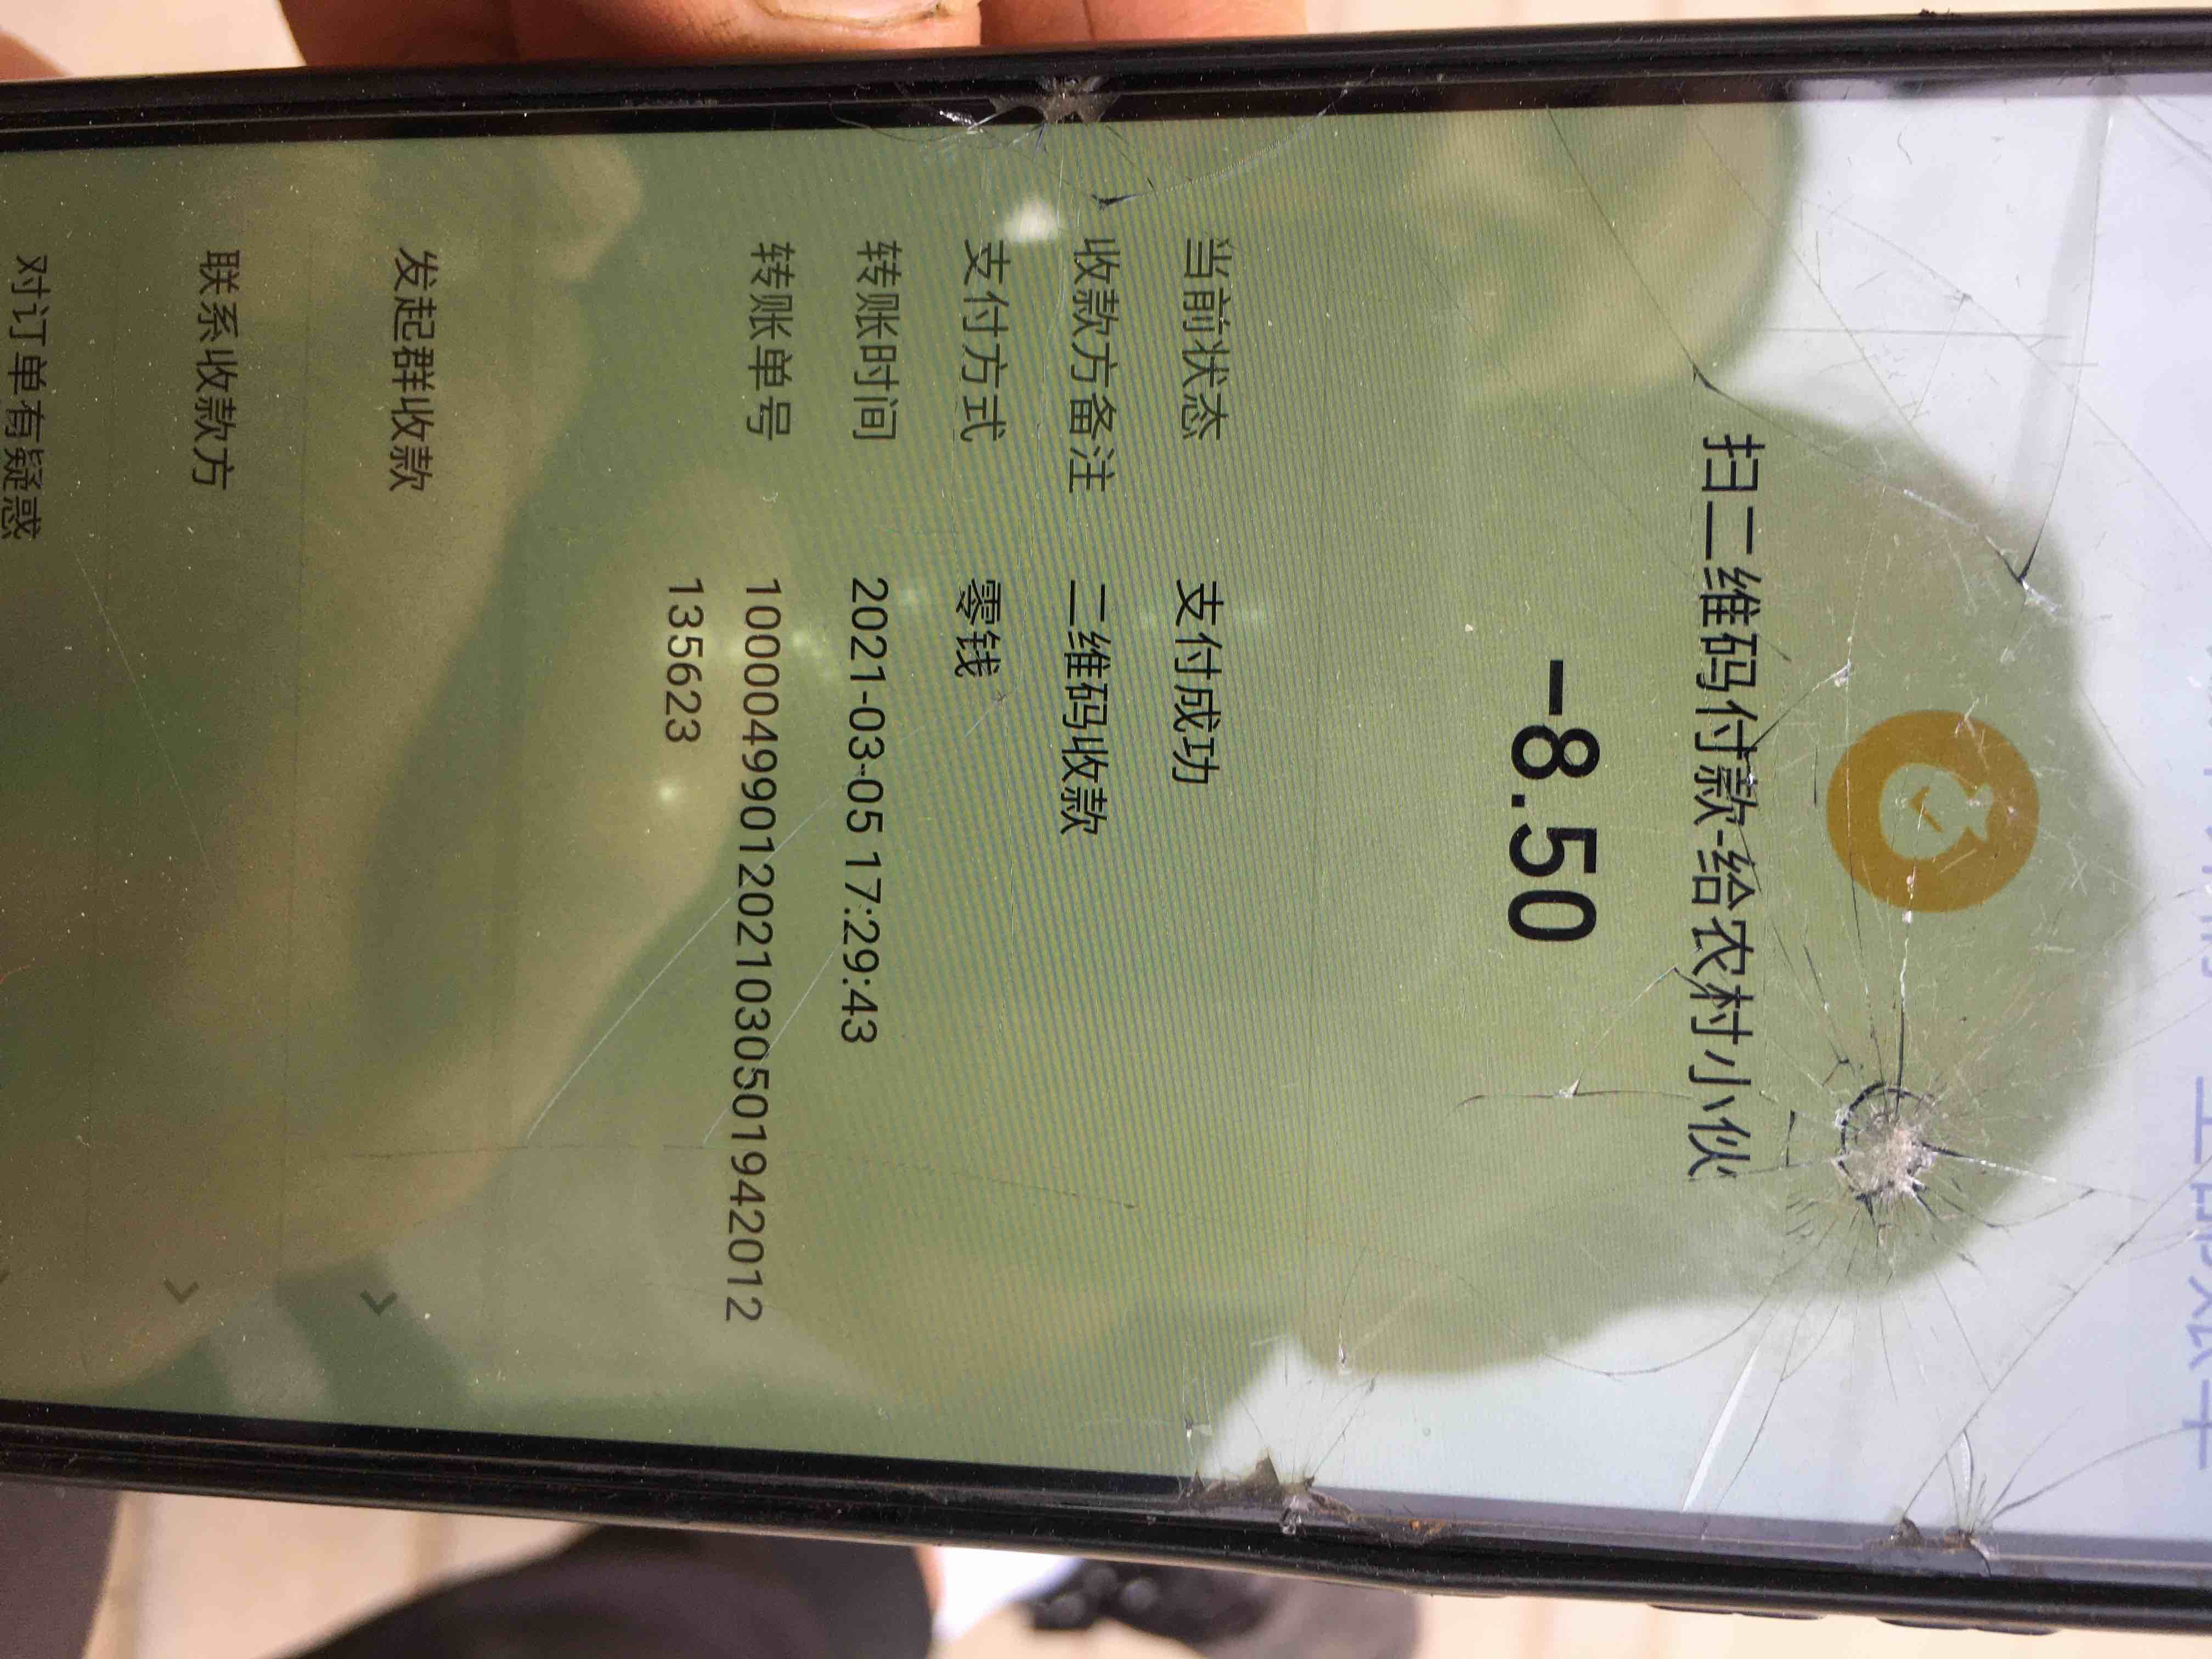 扫二维码付款-给农村小伙
-8.50
当前状态 支付成功
收款方备注 二维码收款
支付方式 零钱
转账时间 2021-03-05 17:29:43
转账单号 10000499012021030501942012
135623
发起群收款
联系收款方
对订单有疑惑